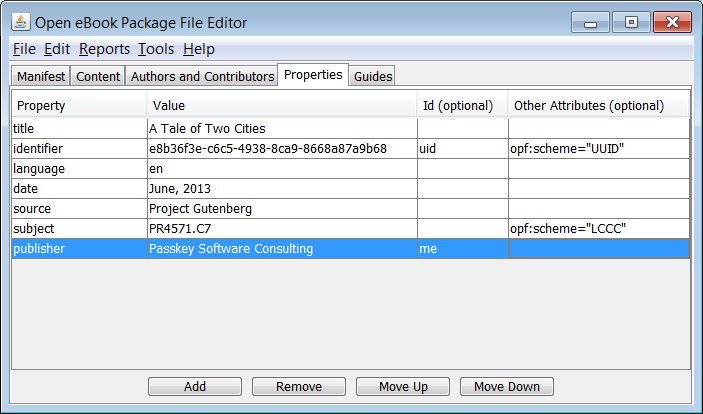 Open eBook Package File Editor
File Edit Reports Tools Help
Manifest Content Authors and Contributors Properties Guides
Property Value Id (optional) Other Attributes (optional)
title A Tale of Two Cities
identifier e8b36f3e-c6c5-4938-8ca9-8668a87a9b68 uid opf:scheme="UUID"
language en
date June, 2013
source Project Gutenberg
subject PR4571.C7 opf:scheme="LCCC"
publisher Passkey Software Consulting me
Add Remove Move Up Move Down